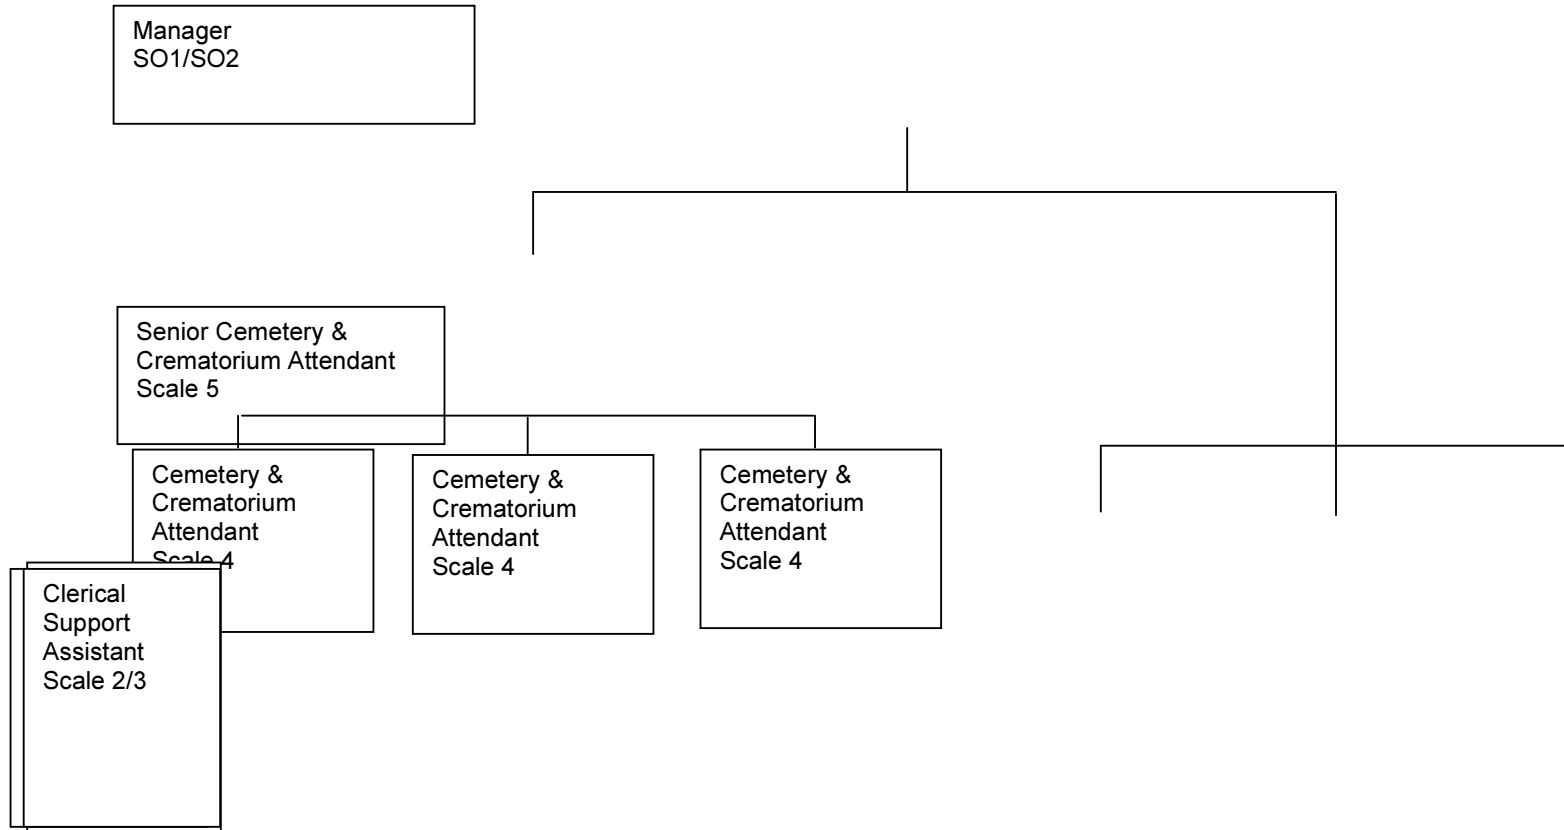 Manager
SO1/SO2
Senior Cemetery &
Crematorium Attendant
Scale 5
Cemetery &
Crematorium
Attendant
Scale 4
Cemetery &
Crematorium
Attendant
Scale 4
Cemetery &
Crematorium
Attendant
Scale 4
Clerical
Support
Assistant
Scale 2/3